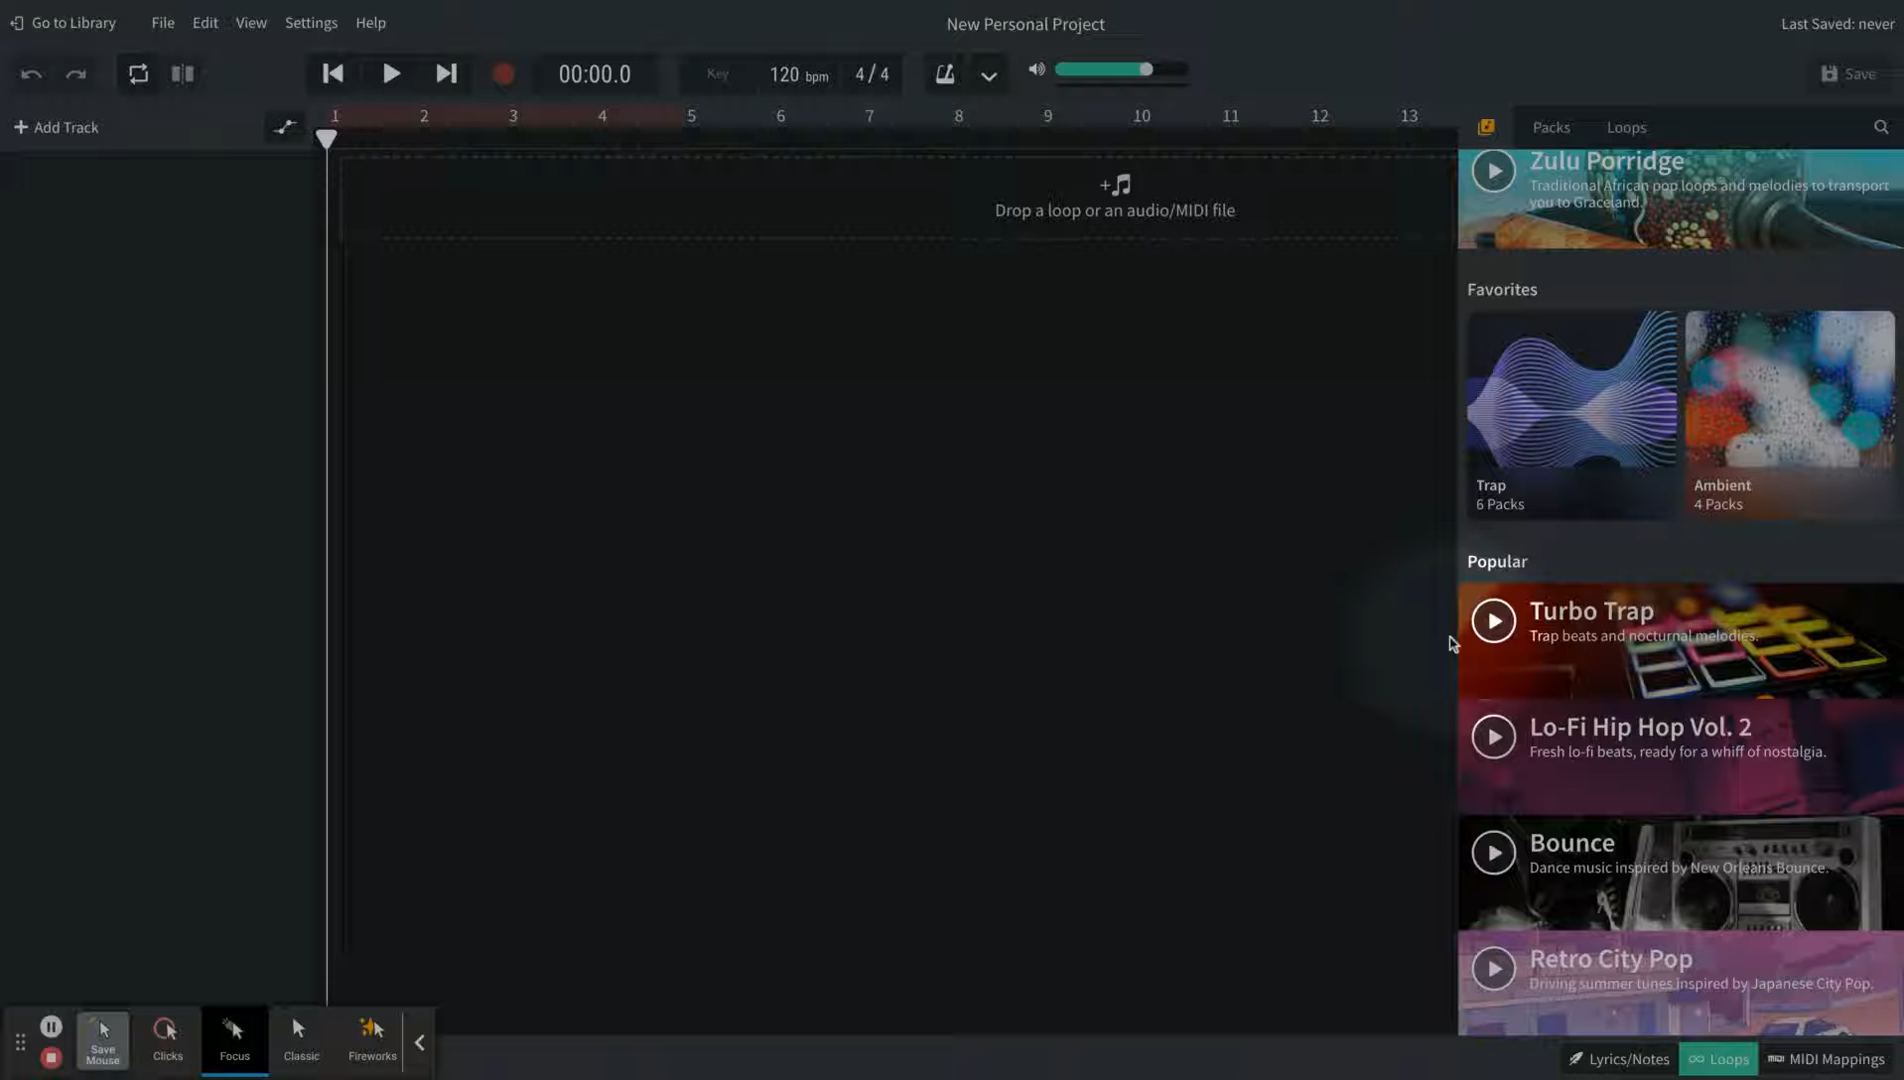 Go to Library File Edit View Settings Help
New Personal Project
Last Saved: never
00:00.0
Key 120 bpm 4/4
Save
+ Add Track
1 2 3 4 5 6 7 8 9 10 11 12 13
Packs Loops
Drop a loop or an audio/MIDI file
Zulu Porridge
Traditional African pop loops and melodies to transport
you to Graceland.
Favorites
Trap
6 Packs
Ambient
4 Packs
Popular
Turbo Trap
Trap beats and nocturnal melodies.
Lo-Fi Hip Hop Vol. 2
Fresh lo-fi beats, ready for a whiff of nostalgia.
Bounce
Dance music inspired by New Orleans Bounce.
Retro City Pop
Driving summer tunes inspired by Japanese City Pop.
Save
Mouse
Clicks
Focus
Classic
Fireworks
Lyrics/Notes
Loops
MIDI Mappings